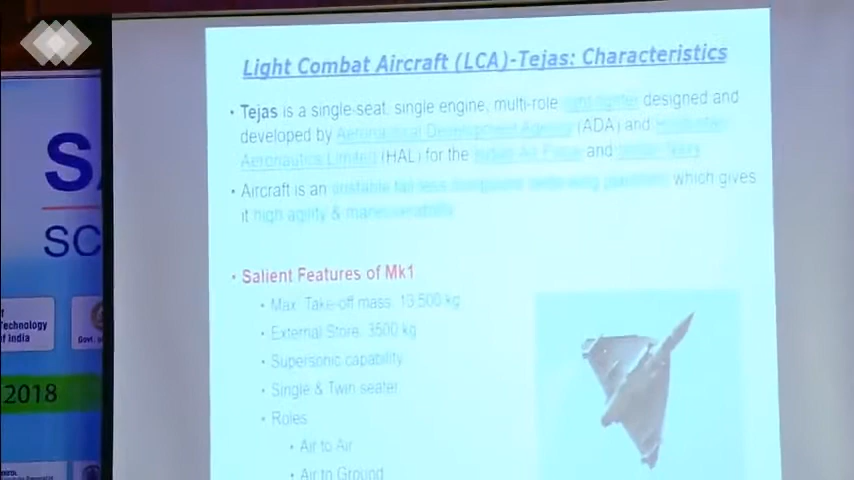 Light Combat Aircraft (LCA)-Tejas: Characteristics
• Tejas is a single-seat, single engine, multi-role light fighter designed and
developed by Aeronautical Development Agency (ADA) and Hindustan
Aeronautics Limited (HAL) for the Indian Air Force and Indian Navy
• Aircraft is an unstable tail-less compound delta-wing planform which gives
it high agility & maneuverability
• Salient Features of Mk1
• Max. Take-off mass: 13,500 kg
• External Store: 3500 kg
• Supersonic capability
• Single & Twin seater
• Roles
• Air to Air
• Air to Ground
SA
SC
Technology
of India
Govt.
2018